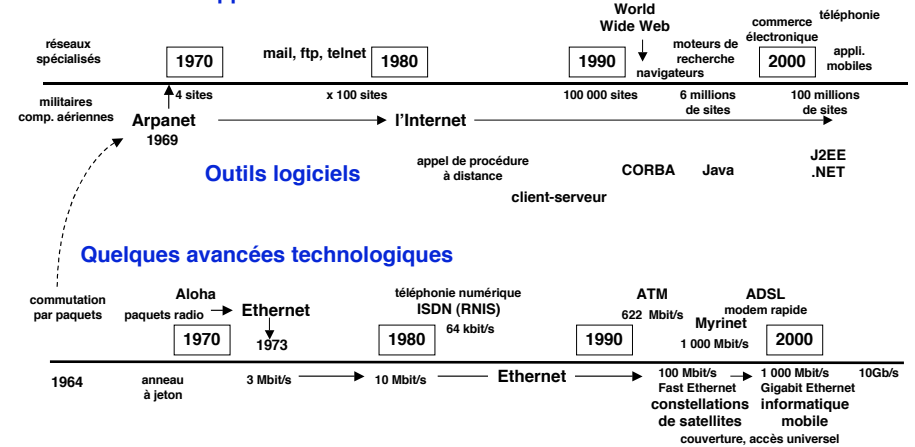 World
Wide Web
commerce
électronique
téléphonie
réseaux
spécialisés
1970
mail, ftp, telnet
1980
1990
navigateurs
moteurs de
recherche
2000
appli.
mobiles
militaires
comp. aériennes
4 sites
x 100 sites
100 000 sites
6 millions
de sites
100 millions
de sites
Arpanet
1969
l'Internet
Outils logiciels
appel de procédure
à distance
client-serveur
CORBA
Java
J2EE
.NET
Quelques avancées technologiques
commutation
par paquets
Aloha
paquets radio
Ethernet
1973
téléphonie numérique
ISDN (RNIS)
64 kbit/s
ATM
622 Mbit/s
Myrinet
1 000 Mbit/s
ADSL
modem rapide
1970
1980
1990
2000
1964
anneau
à jeton
3 Mbit/s
10 Mbit/s
Ethernet
100 Mbit/s
Fast Ethernet
1 000 Mbit/s
Gigabit Ethernet
10Gb/s
constellations
de satellites
informatique
mobile
couverture, accès universel